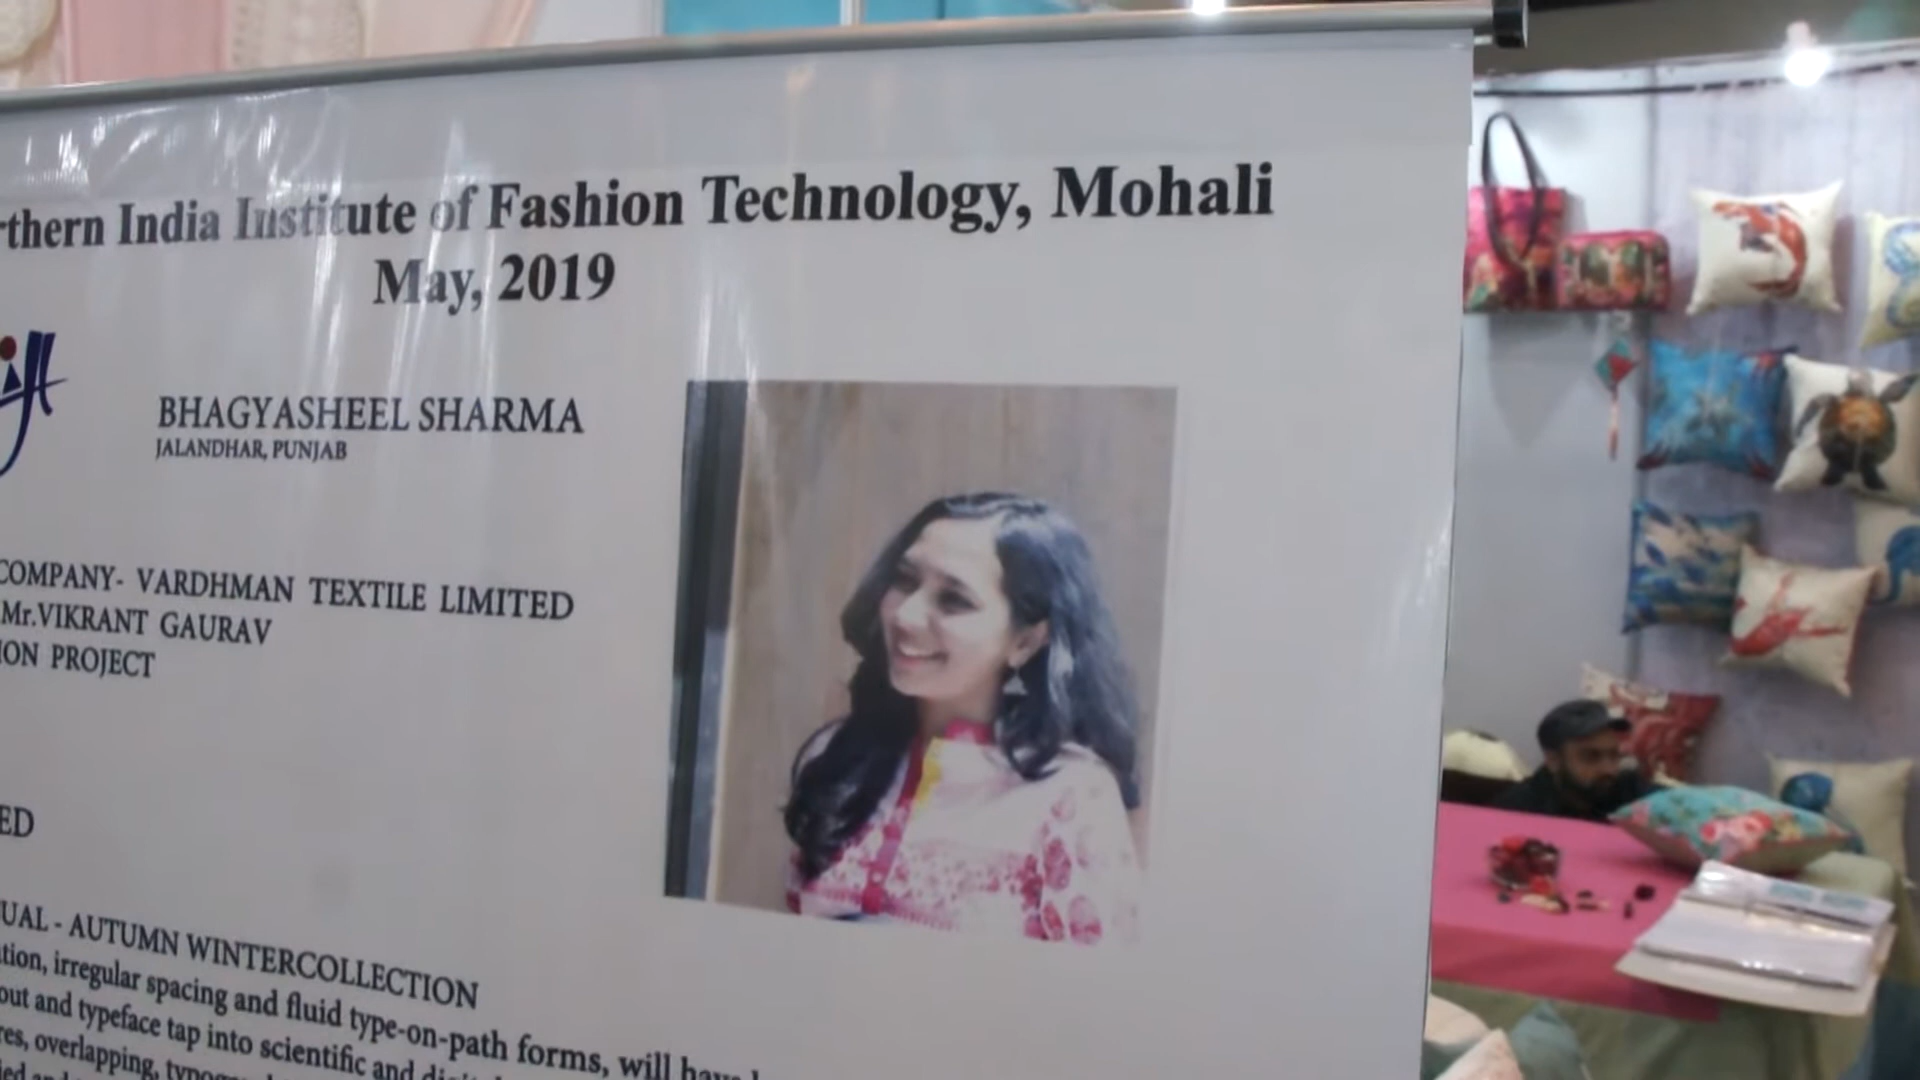 rthern India Institute of Fashion Technology, Mohali
May, 2019
BHAGYASHEEL SHARMA
JALANDHAR, PUNJAB
COMPANY- VARDHMAN TEXTILE LIMITED
Mr.VIKRANT GAURAV
ION PROJECT
ED
UAL - AUTUMN WINTERCOLLECTION
tion, irregular spacing and fluid type-on-path forms, will have
out and typeface tap into scientific and
res, overlapping,